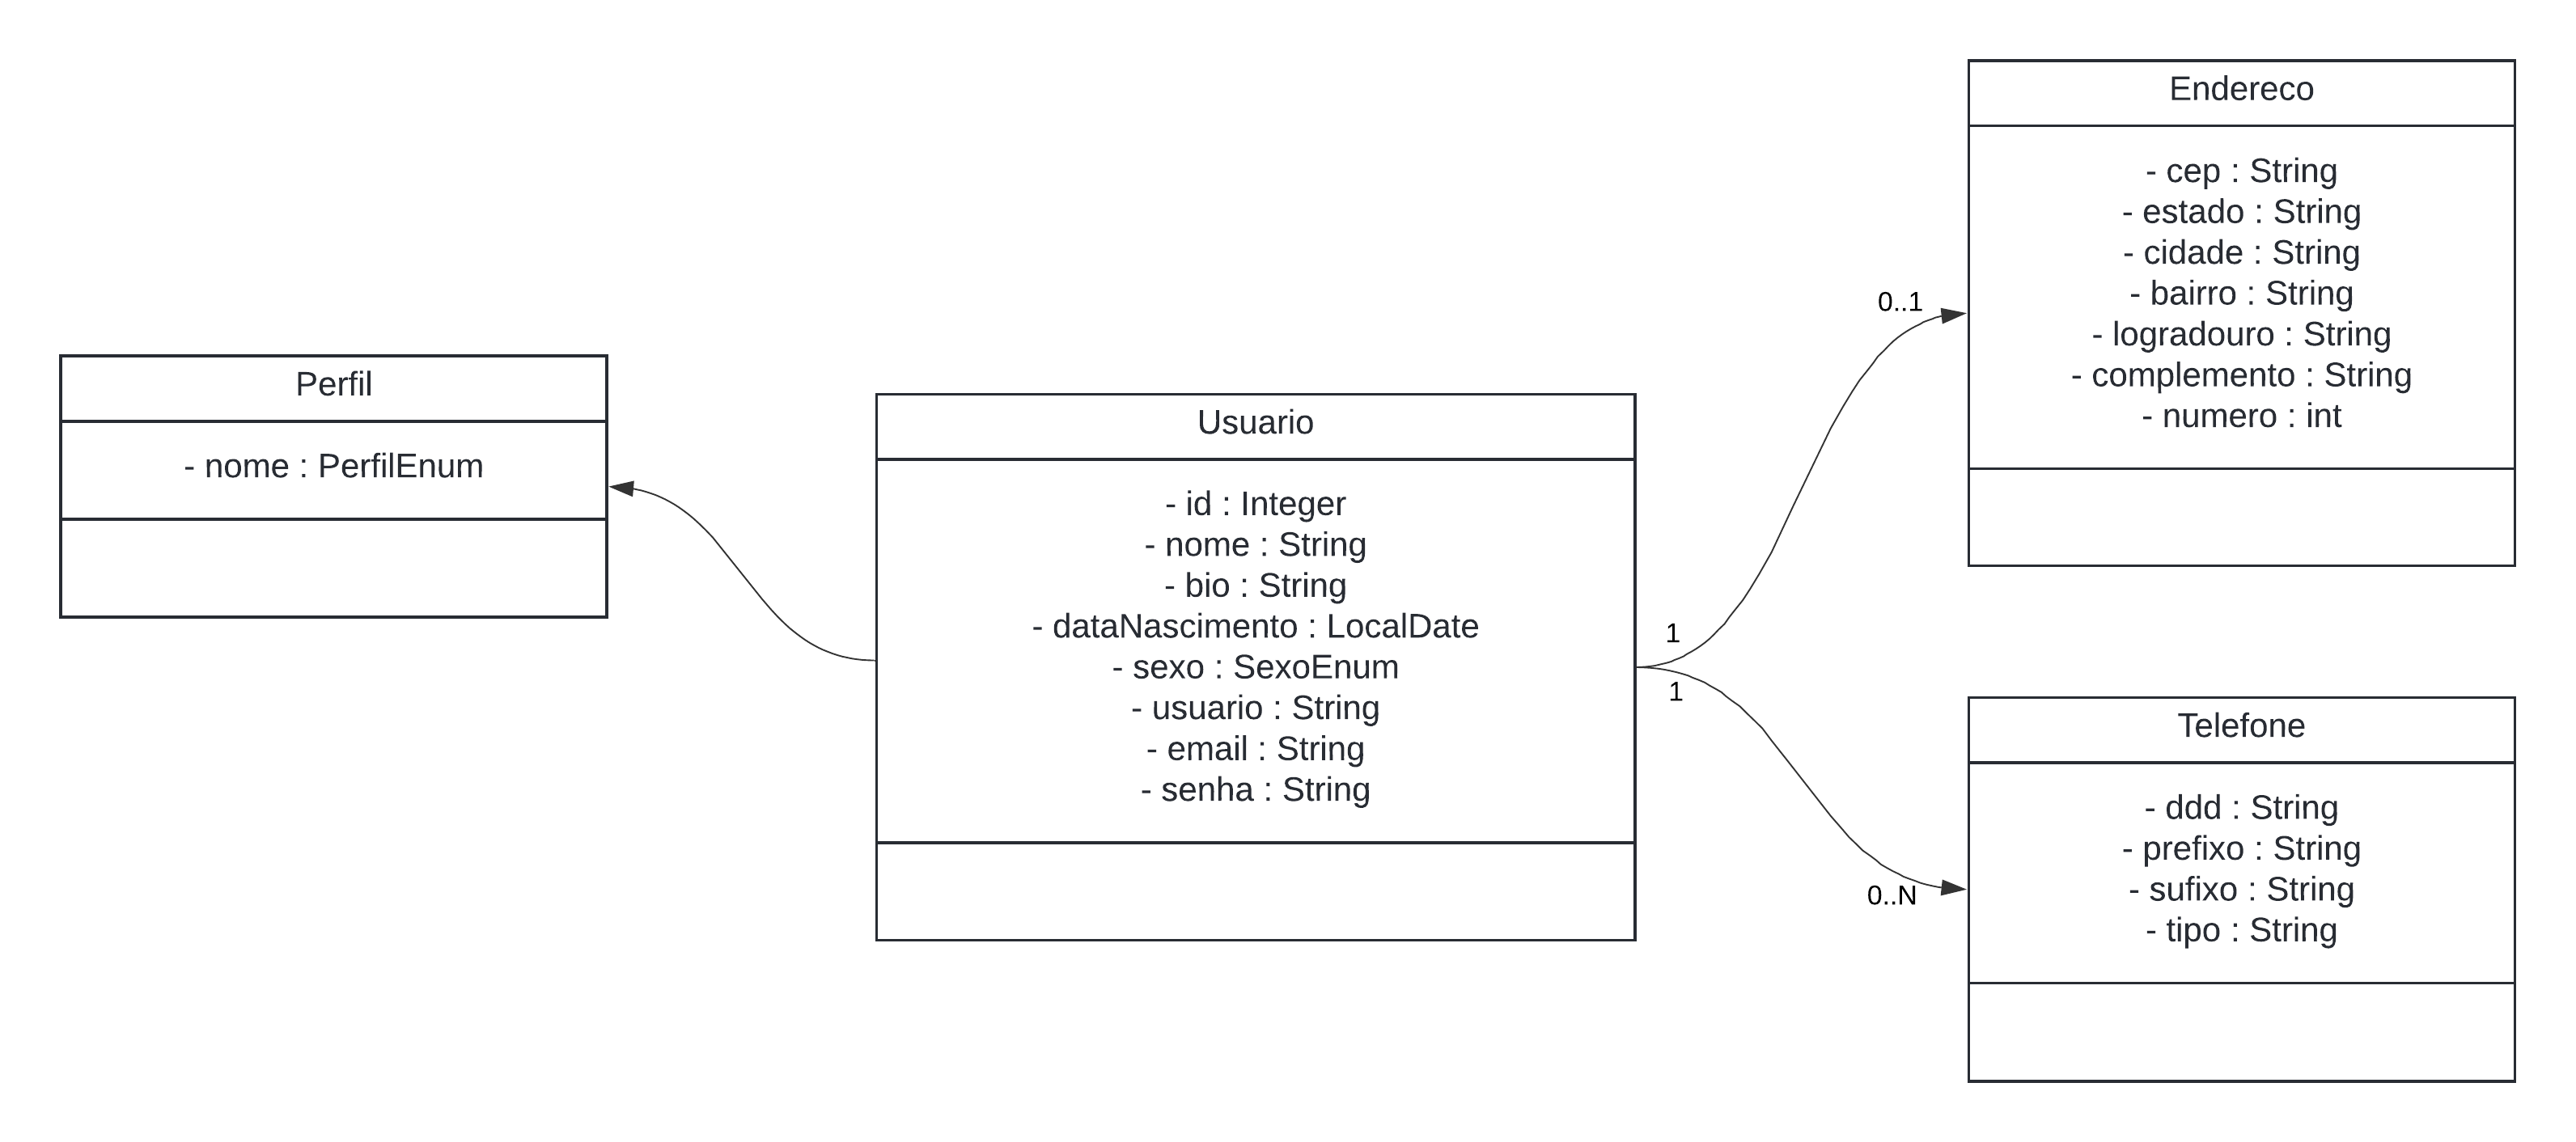 Perfil
- nome : PerfilEnum
Usuario
- id : Integer
- nome : String
- bio : String
- dataNascimento : LocalDate
- sexo : SexoEnum
- usuario : String
- email : String
- senha : String
1
0..1
1
0..N
Endereco
- cep : String
- estado : String
- cidade : String
- bairro : String
- logradouro : String
- complemento : String
- numero : int
Telefone
- ddd : String
- prefixo : String
- sufixo : String
- tipo : String